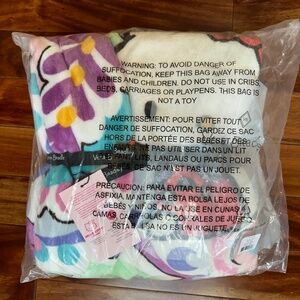 WARNING: TO AVOID DANGER OF
SUFFOCATION, KEEP THIS BAG AWAY FROM
BABIES AND CHILDREN. DO NOT USE IN CRIBS,
BEDS, CARRIAGES OR PLAYPENS. THIS BAG IS
NOT A TOY
AVERTISSEMENT: POUR EVITER TOUT
DANGER DE SUFFOCATION, GARDEZ CE SAC
HORS DE LA PORTÉE DES BÉBÉS ET DES
ENFANTS. NE PAS UTILISER DANS UN LIT
D'ENFANT, LITS, LANDAUS OU PARCS POUR
BEBÉ. CE SAC N'EST PAS UN JOUET.
PRECAUCIÓN: PARA EVITAR EL PELIGRO DE
ASFIXIA, MANTENGA ESTA BOLSA LEJOS DE
BEBÉS Y NIÑOS. NO LA USE EN CUNAS,
CAMAS, CARRIOLAS O CORRALES DE JUEGO.
ESTA BOLSA NO ES UN JUGUETE.